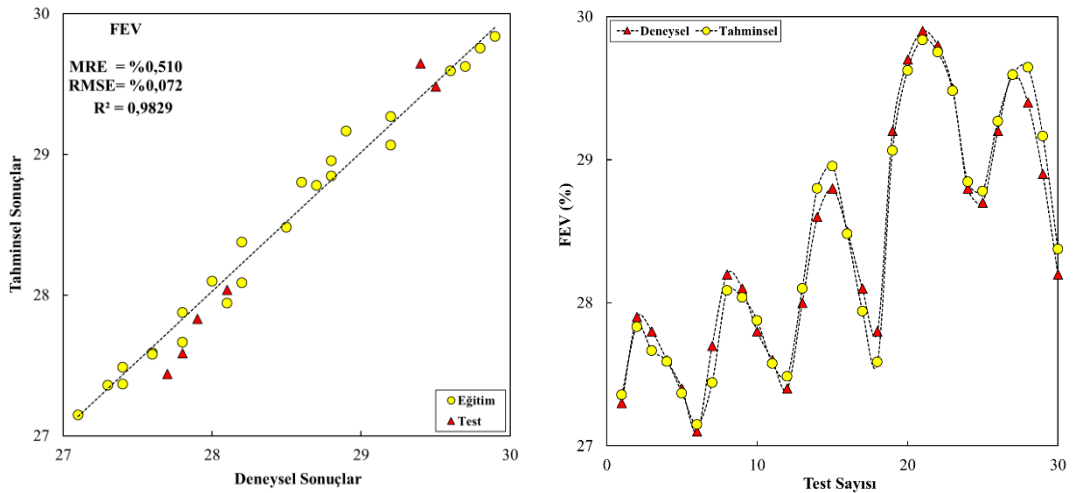 FEV
MRE = %0,510
RMSE= %0,072
R² = 0,9829
30
29
28
27
Tahminsel Sonuçlar
27 28 29 30
Deneysel Sonuçlar
Eğitim
Test
Deneysel Tahminsel
30
29
28
27
FEV (%)
0 10 20 30
Test Sayısı